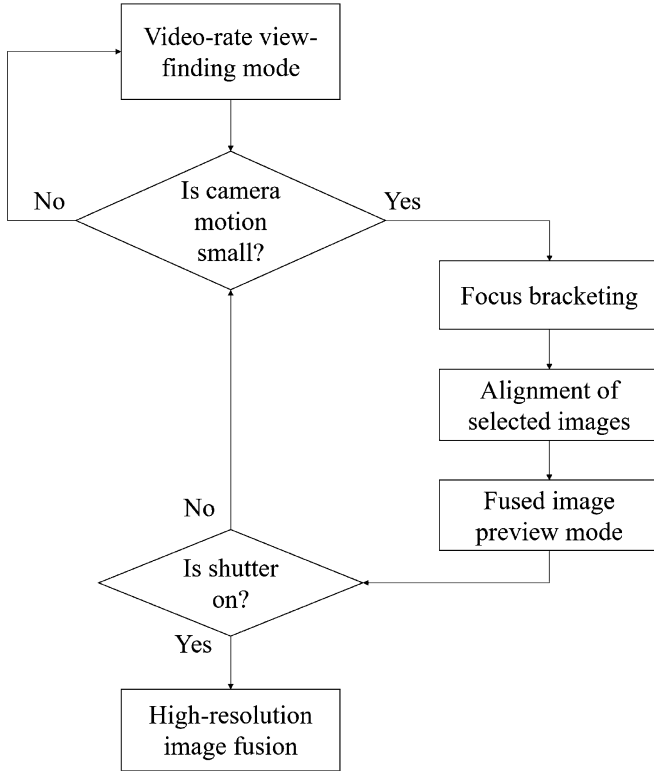 Video-rate view-
finding mode
Is camera
motion
small?
No
Yes
Focus bracketing
Alignment of
selected images
Fused image
preview mode
No
Is shutter
on?
Yes
High-resolution
image fusion